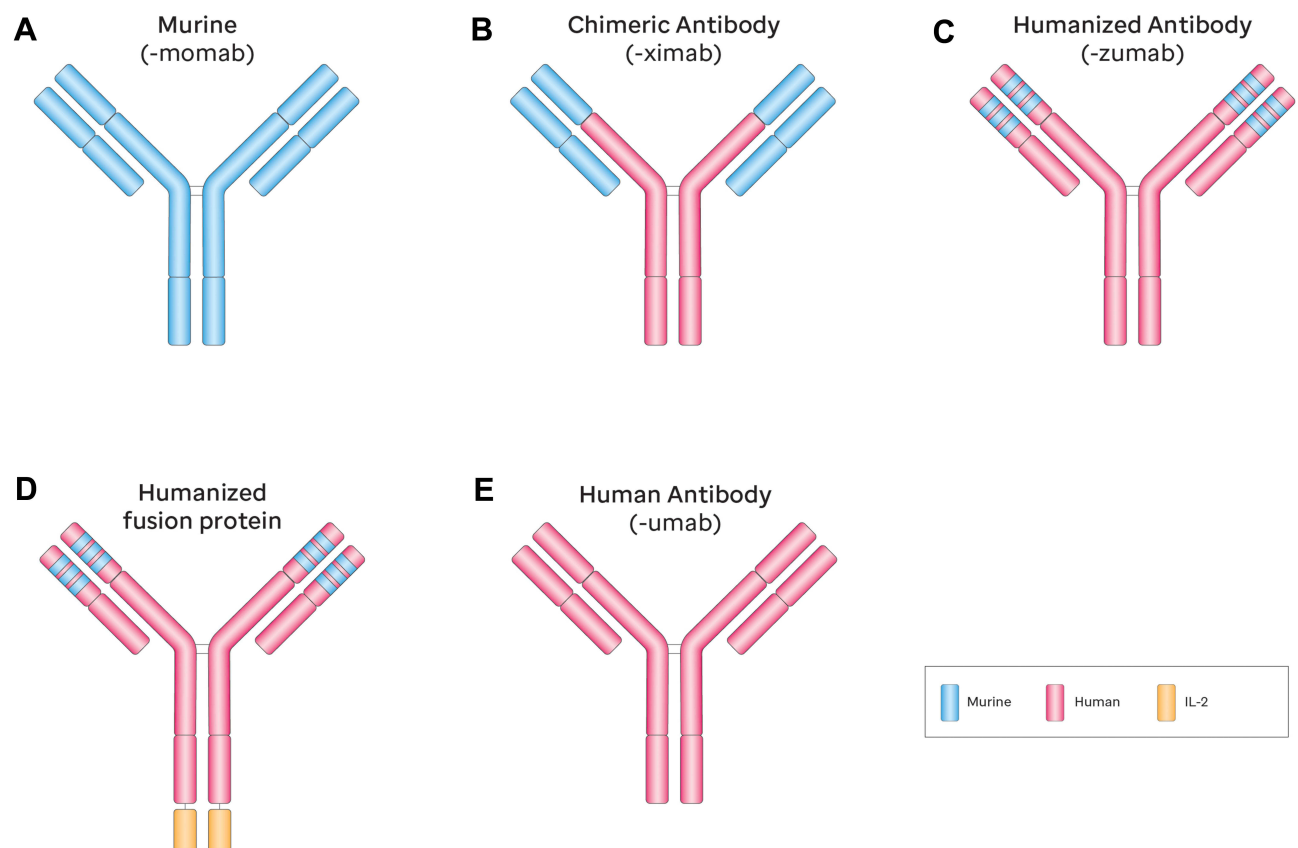 A
Murine
(-momab)
B
Chimeric Antibody
(-ximab)
C
Humanized Antibody
(-zumab)
D
Humanized
fusion protein
E
Human Antibody
(-umab)
Murine
Human
IL-2